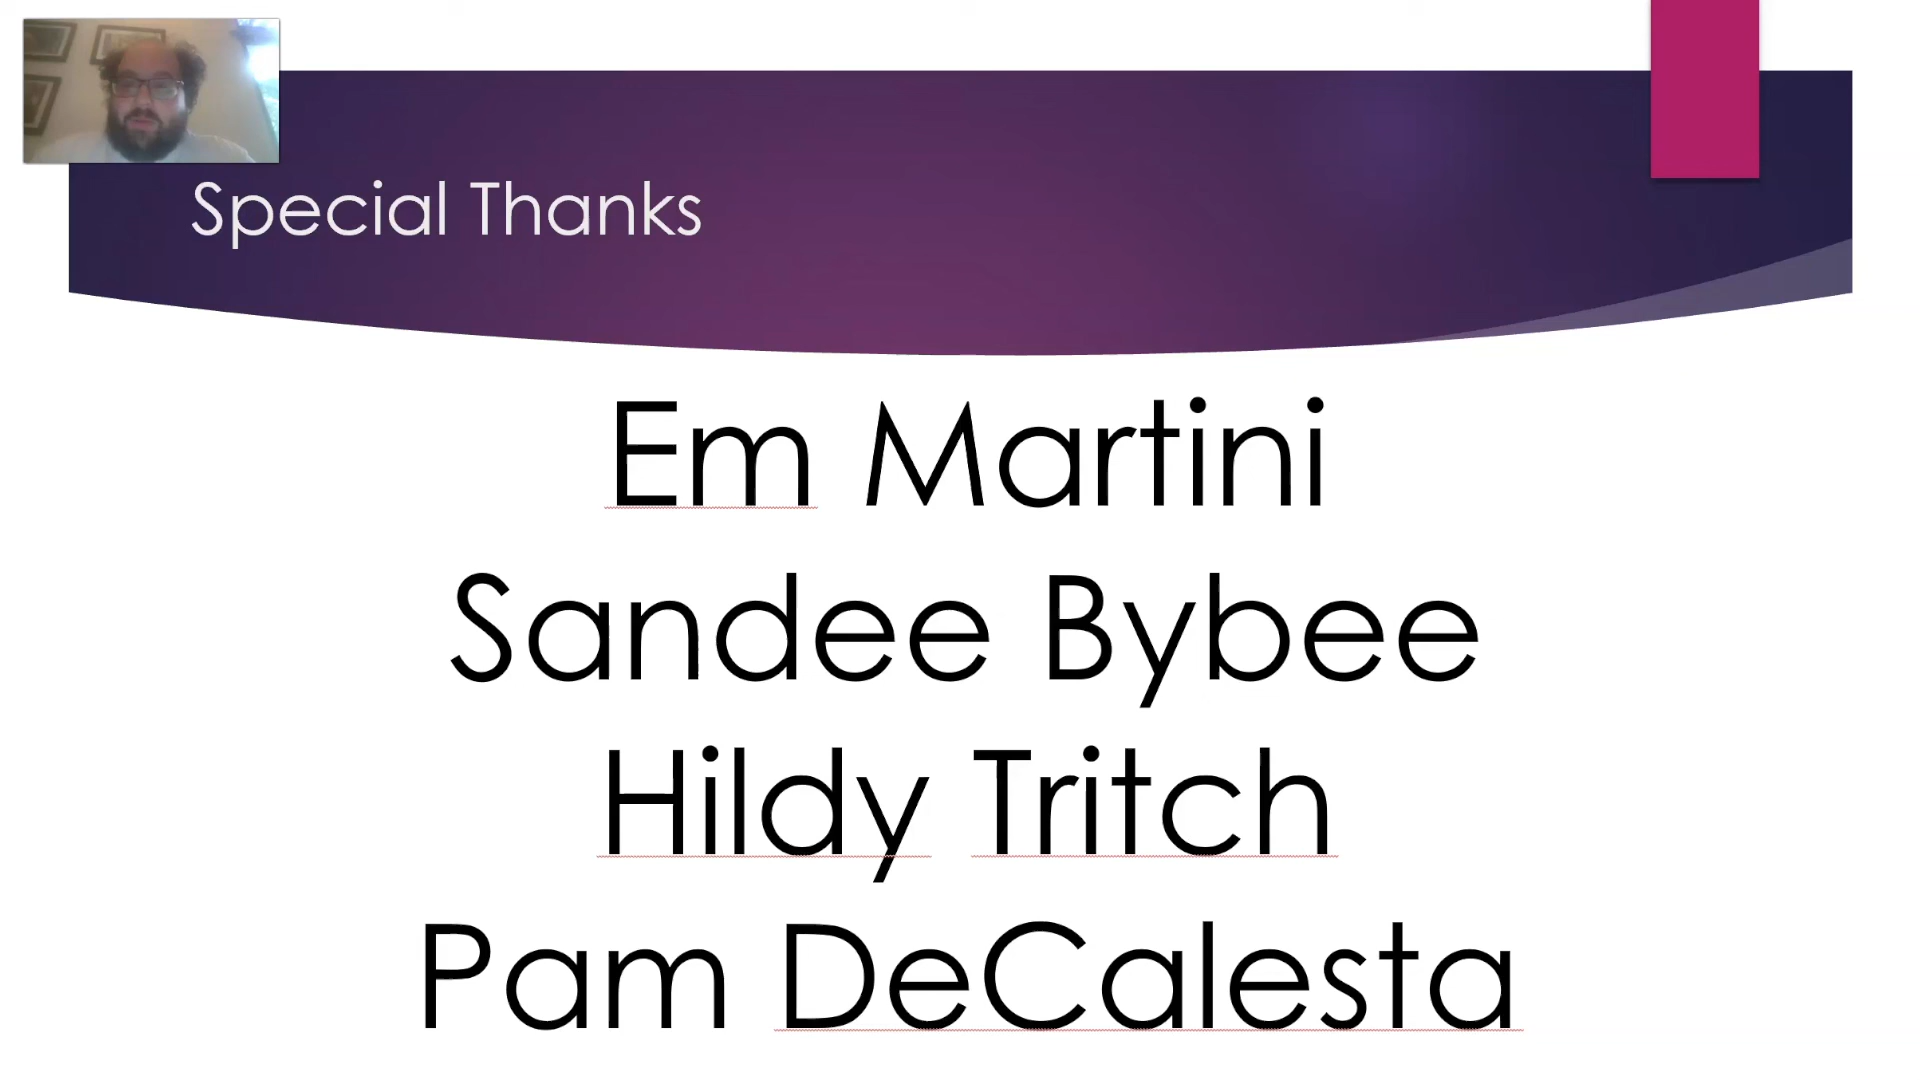 Special Thanks
Em Martini
Sandee Bybee
Hildy Tritch
Pam DeCalesta